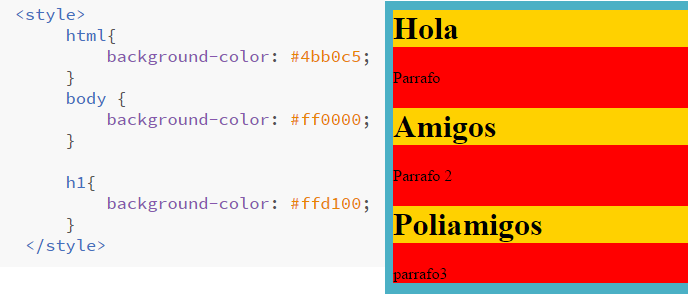 <style>
html{
background-color: #4bb0c5;
}
body {
background-color: #ff0000;
}
h1{
background-color: #ffd100;
}
</style>
Hola
Parrafo
Amigos
Parrafo 2
Poliamigos
parrafo3